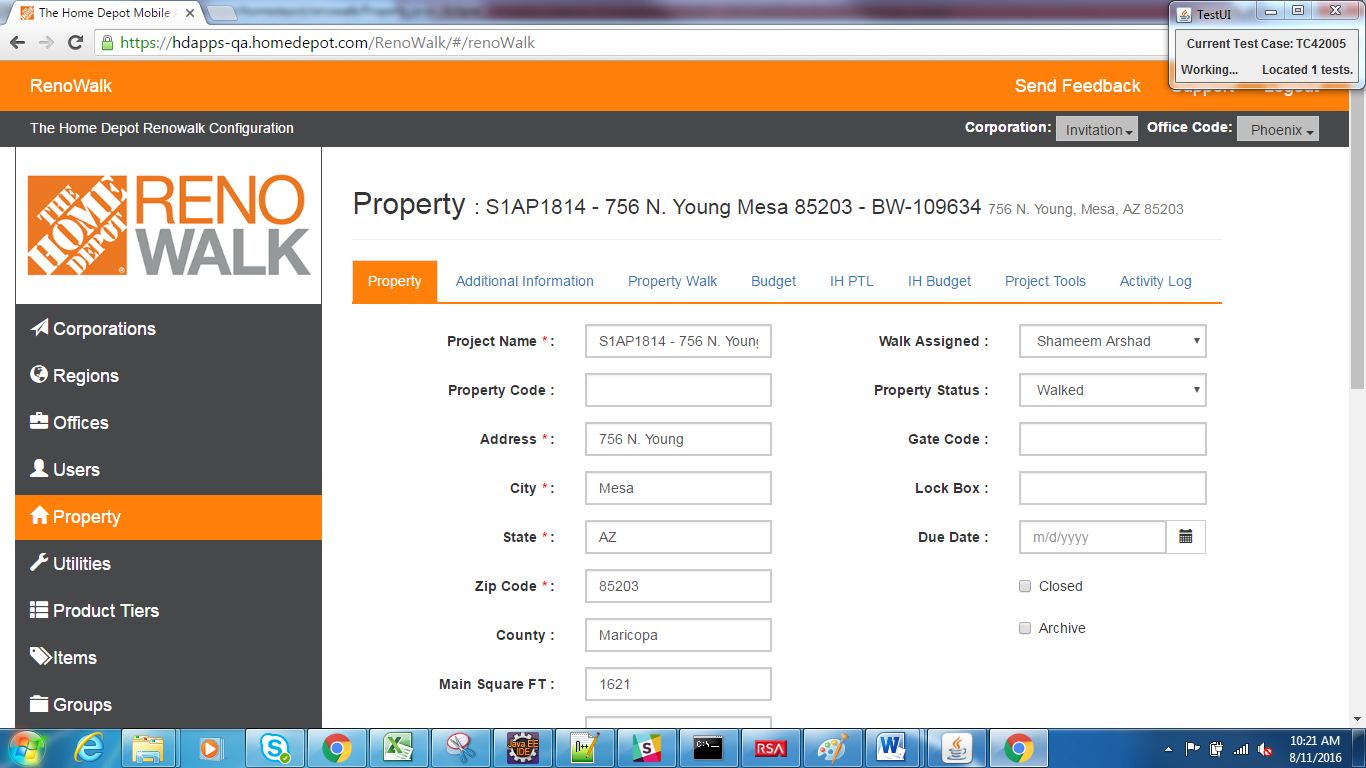 The Home Depot Mobile
TestUI
Current Test Case: TC42005
Working... Located 1 tests.
https://hdapps-qa.homedepot.com/RenoWalk/#/renoWalk
RenoWalk Send Feedback Support Logout
The Home Depot Renowalk Configuration Corporation: Invitation Office Code: Phoenix
THE HOME DEPOT
RENO
WALK
Property : S1AP1814 - 756 N. Young Mesa 85203 - BW-109634 756 N. Young, Mesa, AZ 85203
Property Additional Information Property Walk Budget IH PTL IH Budget Project Tools Activity Log
Corporations
Regions
Offices
Users
Property
Utilities
Product Tiers
Items
Groups
Project Name * : S1AP1814 - 756 N. Young Walk Assigned : Shameem Arshad
Property Code : Property Status : Walked
Address * : 756 N. Young Gate Code :
City * : Mesa Lock Box :
State * : AZ Due Date : m/d/yyyy
Zip Code * : 85203 Closed
County : Maricopa Archive
Main Square FT : 1621
Java EE
IDE
C:\
RSA
10:21 AM
8/11/2016